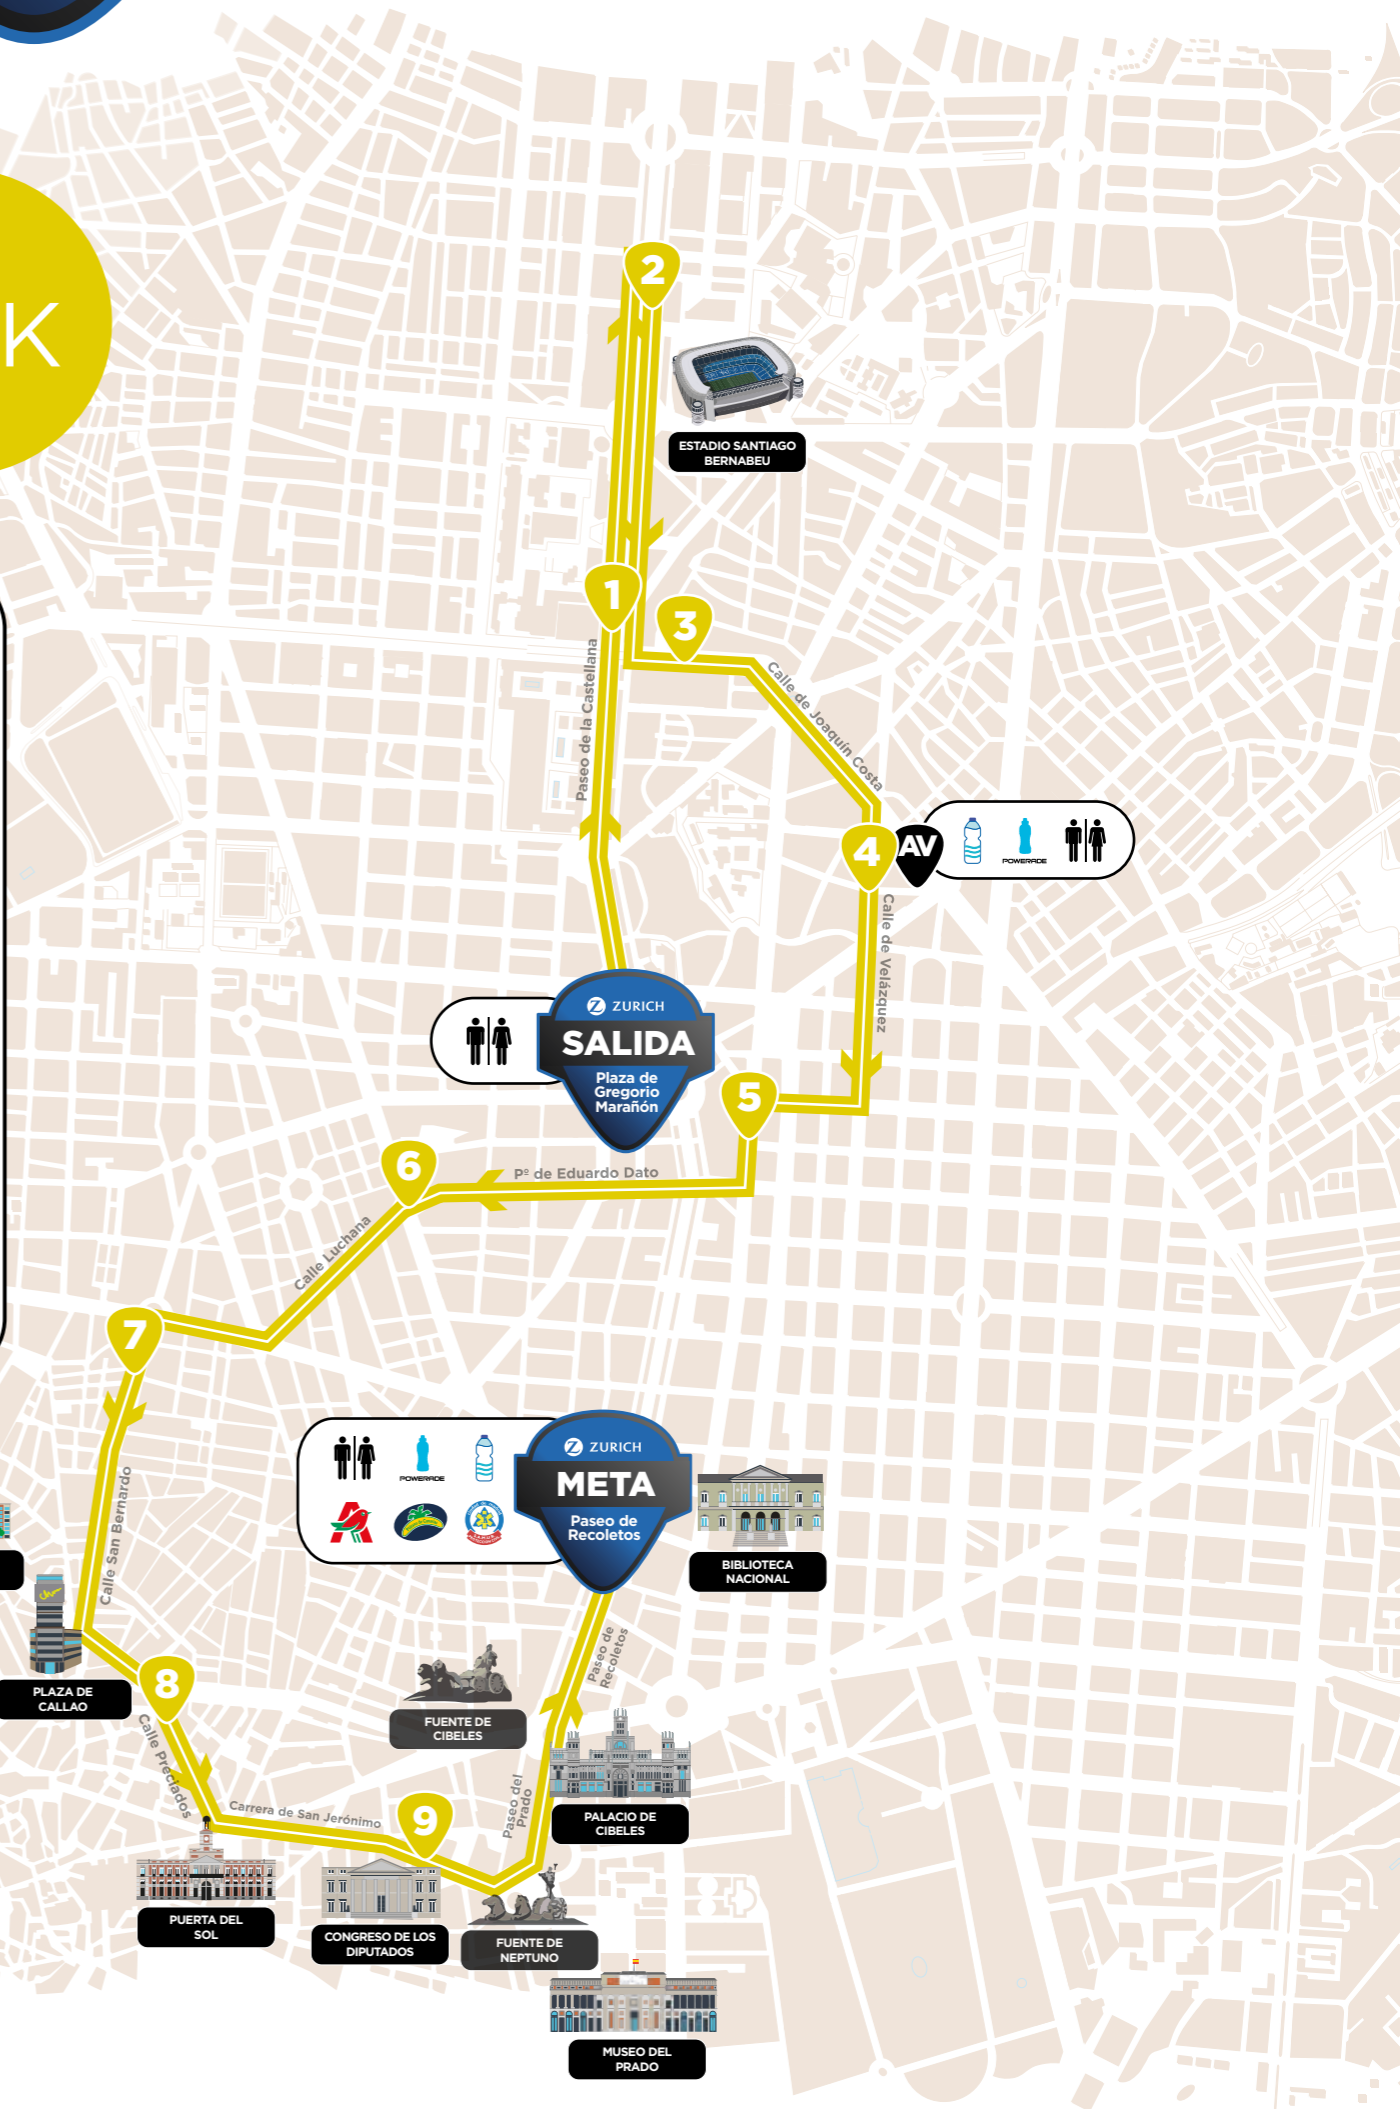 K
2
ESTADIO SANTIAGO
BERNABEU
1
3
Paseo de la Castellana
Calle de Joaquín Costa
4
AV
POWERADE
Calle de Velázquez
ZURICH
SALIDA
Plaza de
Gregorio
Marañón
5
6
Pº de Eduardo Dato
Calle Luchana
7
ZURICH
META
Paseo de
Recoletos
POWERADE
Calle San Bernardo
BIBLIOTECA
NACIONAL
Paseo de
Recoletos
8
PLAZA DE
CALLAO
FUENTE DE
CIBELES
Calle Preciados
Carrera de San Jerónimo
9
Paseo del
Prado
PALACIO DE
CIBELES
PUERTA DEL
SOL
CONGRESO DE LOS
DIPUTADOS
FUENTE DE
NEPTUNO
MUSEO DEL
PRADO